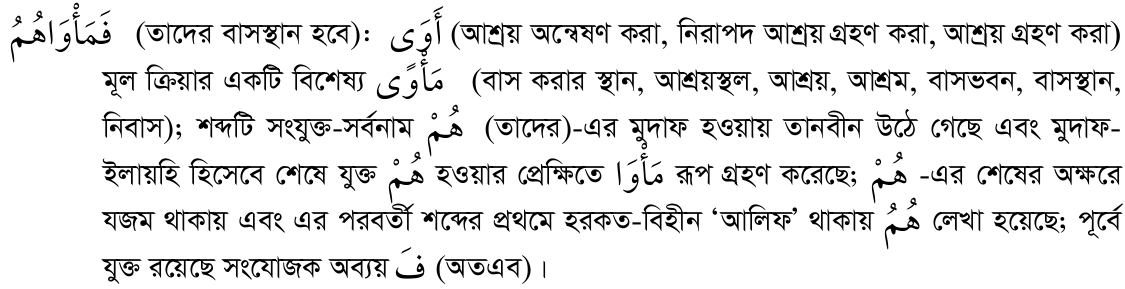 فَمَأْوَاهُمُ (তাদের বাসস্থান হবে): أَوَى (আশ্রয় অন্বেষণ করা, নিরাপদ আশ্রয় গ্রহণ করা, আশ্রয় গ্রহণ করা)
মূল ক্রিয়ার একটি বিশেষ্য مَأْوًى (বাস করার স্থান, আশ্রয়স্থল, আশ্রয়, আশ্রম, বাসভবন, বাসস্থান,
নিবাস); শব্দটি সংযুক্ত-সর্বনাম هُمْ (তাদের)-এর মুদাফ হওয়ায় তানবীন উঠে গেছে এবং মুদাফ-
ইলায়হি হিসেবে শেষে যুক্ত هُمْ হওয়ার প্রেক্ষিতে مَأْوَا রূপ গ্রহণ করেছে; هُمْ -এর শেষের অক্ষরে
যজম থাকায় এবং এর পরবর্তী শব্দের প্রথমে হরকত-বিহীন ‘আলিফ’ থাকায় هُمُ লেখা হয়েছে; পূর্বে
যুক্ত রয়েছে সংযোজক অব্যয় فَ (অতএব)।